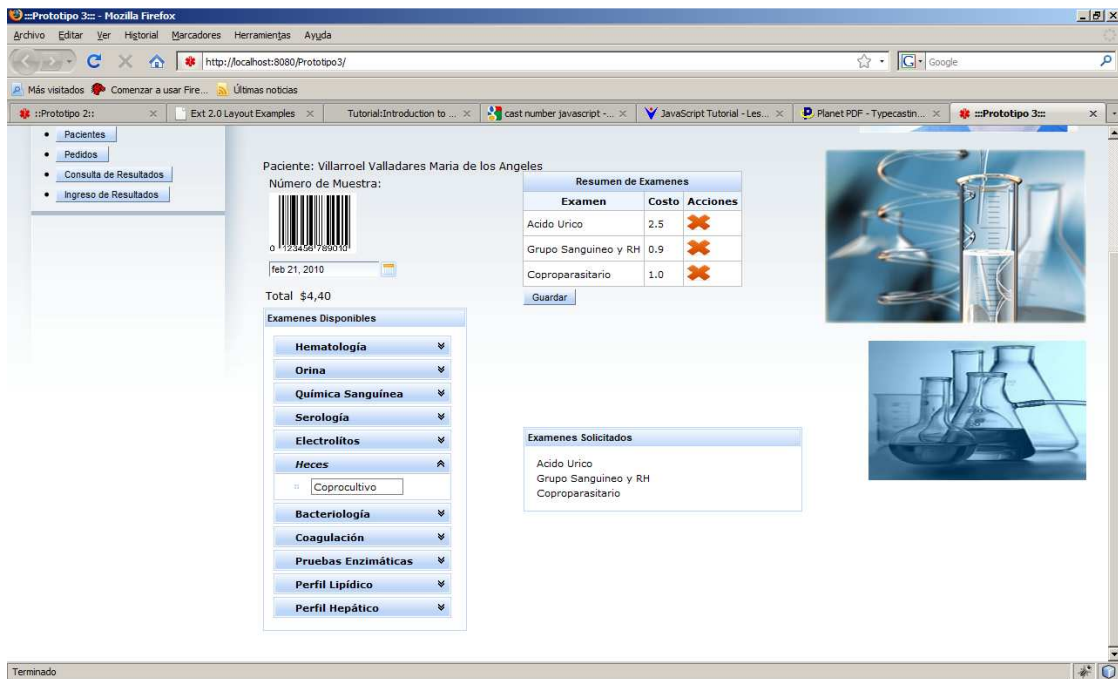 :::Prototipo 3::: - Mozilla Firefox
Archivo Editar Ver Historial Marcadores Herramientas Ayuda
http://localhost:8080/Prototipo3/
Google
Más visitados Comenzar a usar Fire... Últimas noticias
::Prototipo 2:: Ext 2.0 Layout Examples Tutorial:Introduction to ... cast number javascript -... JavaScript Tutorial - Les... Planet PDF - Typecastin... :::Prototipo 3:::
Pacientes
Pedidos
Consulta de Resultados
Ingreso de Resultados
Paciente: Villarroel Valladares Maria de los Angeles
Número de Muestra:
0 123456 789010
feb 21, 2010
Total $4,40
Resumen de Examenes
Examen Costo Acciones
Acido Urico 2.5
Grupo Sanguineo y RH 0.9
Coproparasitario 1.0
Guardar
Examenes Disponibles
Hematología
Orina
Química Sanguínea
Serología
Electrolítos
Heces
Coprocultivo
Bacteriología
Coagulación
Pruebas Enzimáticas
Perfil Lipídico
Perfil Hepático
Examenes Solicitados
Acido Urico
Grupo Sanguineo y RH
Coproparasitario
Terminado